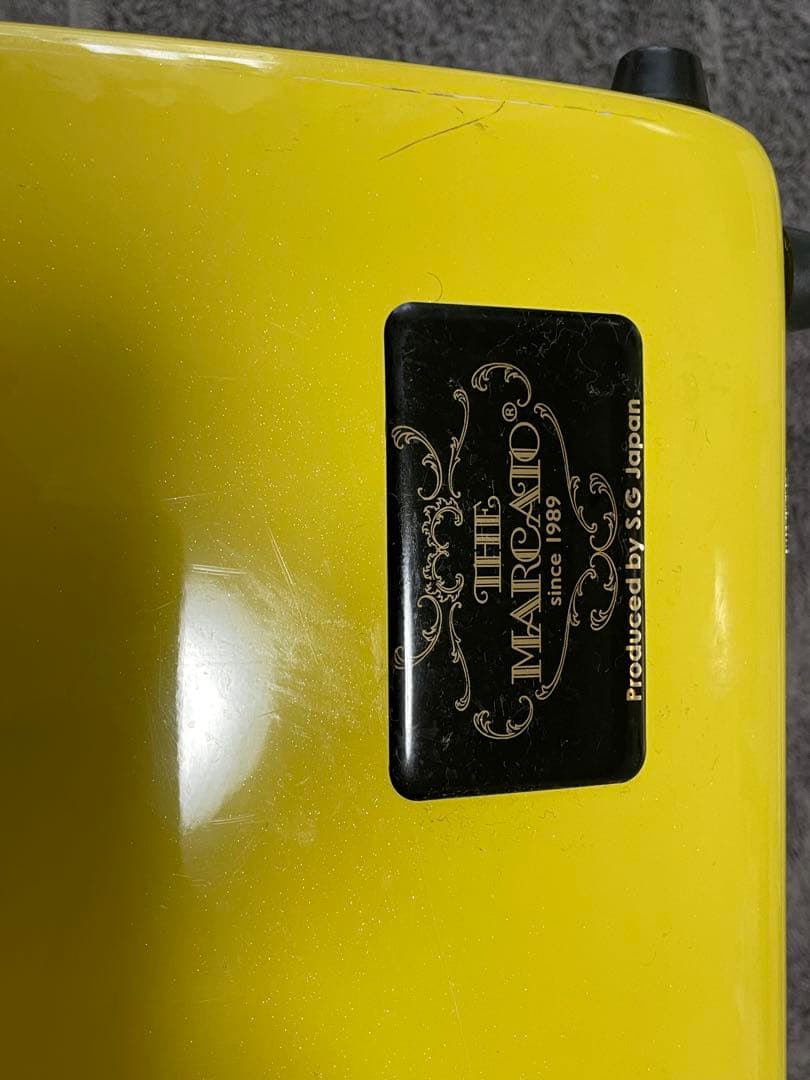 THE
MARCATO®
since 1989
Produced by S.G Japan